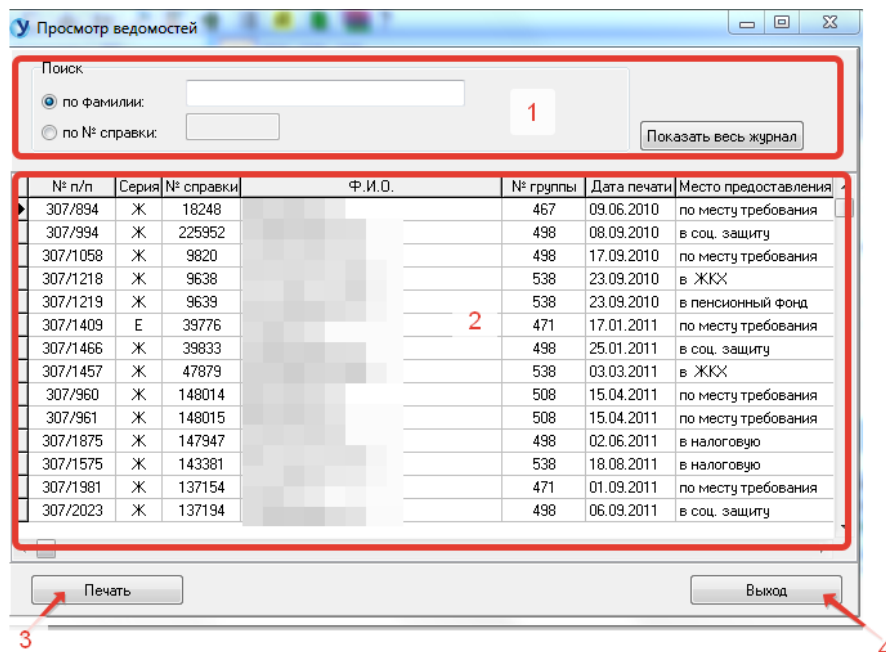 Просмотр ведомостей
Поиск
по фамилии:
1
по № справки:
Показать весь журнал
№ п/п Серия № справки Ф.И.О. № группы Дата печати Место предоставления
307/894 Ж 18248 467 09.06.2010 по месту требования
307/994 Ж 225952 498 08.09.2010 в соц. защиту
307/1058 Ж 9820 498 17.09.2010 по месту требования
307/1218 Ж 9638 538 23.09.2010 в ЖКХ
307/1219 Ж 9639 538 23.09.2010 в пенсионный фонд
307/1409 Е 39776 2 471 17.01.2011 по месту требования
307/1466 Ж 39833 498 25.01.2011 в соц. защиту
307/1457 Ж 47879 538 03.03.2011 в ЖКХ
307/960 Ж 148014 508 15.04.2011 по месту требования
307/961 Ж 148015 508 15.04.2011 по месту требования
307/1875 Ж 147947 498 02.06.2011 в налоговую
307/1575 Ж 143381 538 18.08.2011 в налоговую
307/1981 Ж 137154 471 01.09.2011 по месту требования
307/2023 Ж 137194 498 06.09.2011 в соц. защиту
Печать Выход
3 4